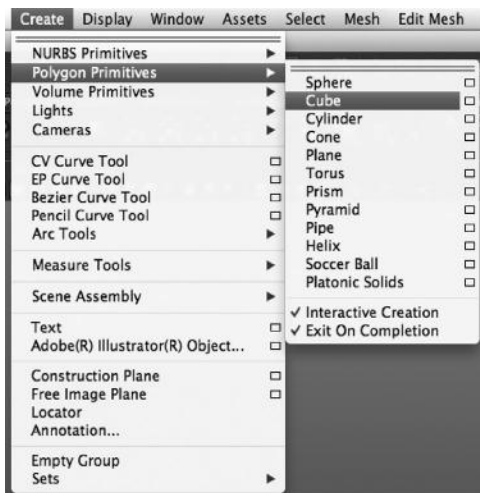 Create Display Window Assets Select Mesh Edit Mesh
NURBS Primitives
Polygon Primitives
Volume Primitives
Lights
Cameras
CV Curve Tool
EP Curve Tool
Bezier Curve Tool
Pencil Curve Tool
Arc Tools
Measure Tools
Scene Assembly
Text
Adobe(R) Illustrator(R) Object...
Construction Plane
Free Image Plane
Locator
Annotation...
Empty Group
Sets
Sphere
Cube
Cylinder
Cone
Plane
Torus
Prism
Pyramid
Pipe
Helix
Soccer Ball
Platonic Solids
✓ Interactive Creation
✓ Exit On Completion